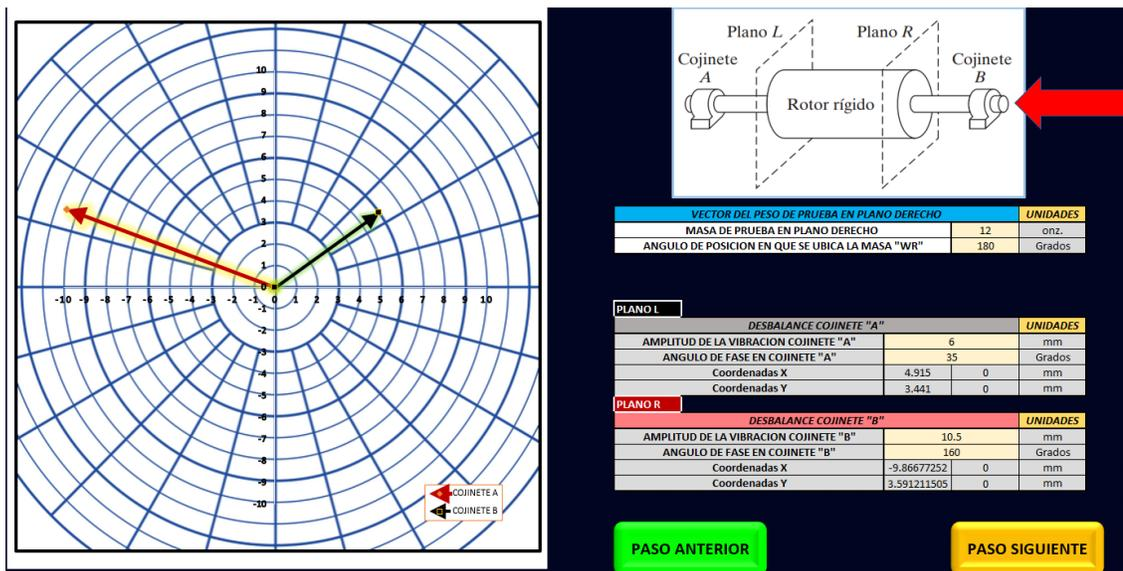 10
9
8
7
6
5
4
3
2
1
0
-10 -9 -8 -7 -6 -5 -4 -3 -2 -1 0 1 2 3 4 5 6 7 8 9 10
-1
-2
-3
-4
-5
-6
-7
-8
-9
-10
COJINETE A
COJINETE B
Plano L
Plano R
Cojinete
A
Cojinete
B
Rotor rígido
VECTOR DEL PESO DE PRUEBA EN PLANO DERECHO UNIDADES
MASA DE PRUEBA EN PLANO DERECHO 12 onz.
ANGULO DE POSICION EN QUE SE UBICA LA MASA "WR" 180 Grados
PLANO L
DESBALANCE COJINETE "A" UNIDADES
AMPLITUD DE LA VIBRACION COJINETE "A" 6 mm
ANGULO DE FASE EN COJINETE "A" 35 Grados
Coordenadas X 4.915 0 mm
Coordenadas Y 3.441 0 mm
PLANO R
DESBALANCE COJINETE "B" UNIDADES
AMPLITUD DE LA VIBRACION COJINETE "B" 10.5 mm
ANGULO DE FASE EN COJINETE "B" 160 Grados
Coordenadas X -9.86677252 0 mm
Coordenadas Y 3.591211505 0 mm
PASO ANTERIOR
PASO SIGUIENTE